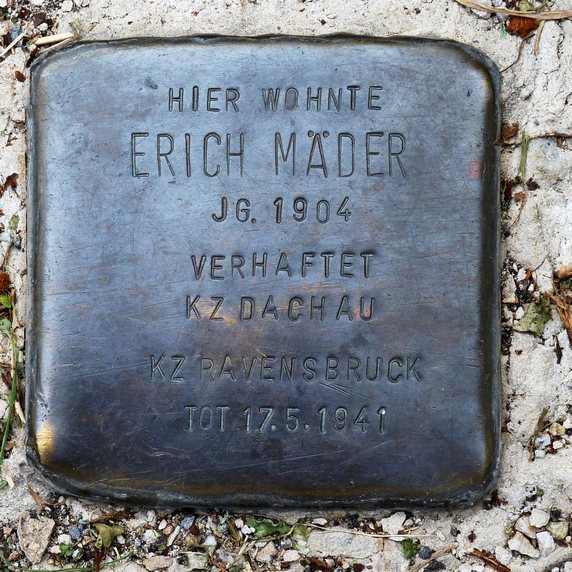 HIER WOHNTE
ERICH MÄDER
JG. 1904
VERHAFTET
KZ DACHAU
KZ RAVENSBRUCK
TOT 17.5.1941